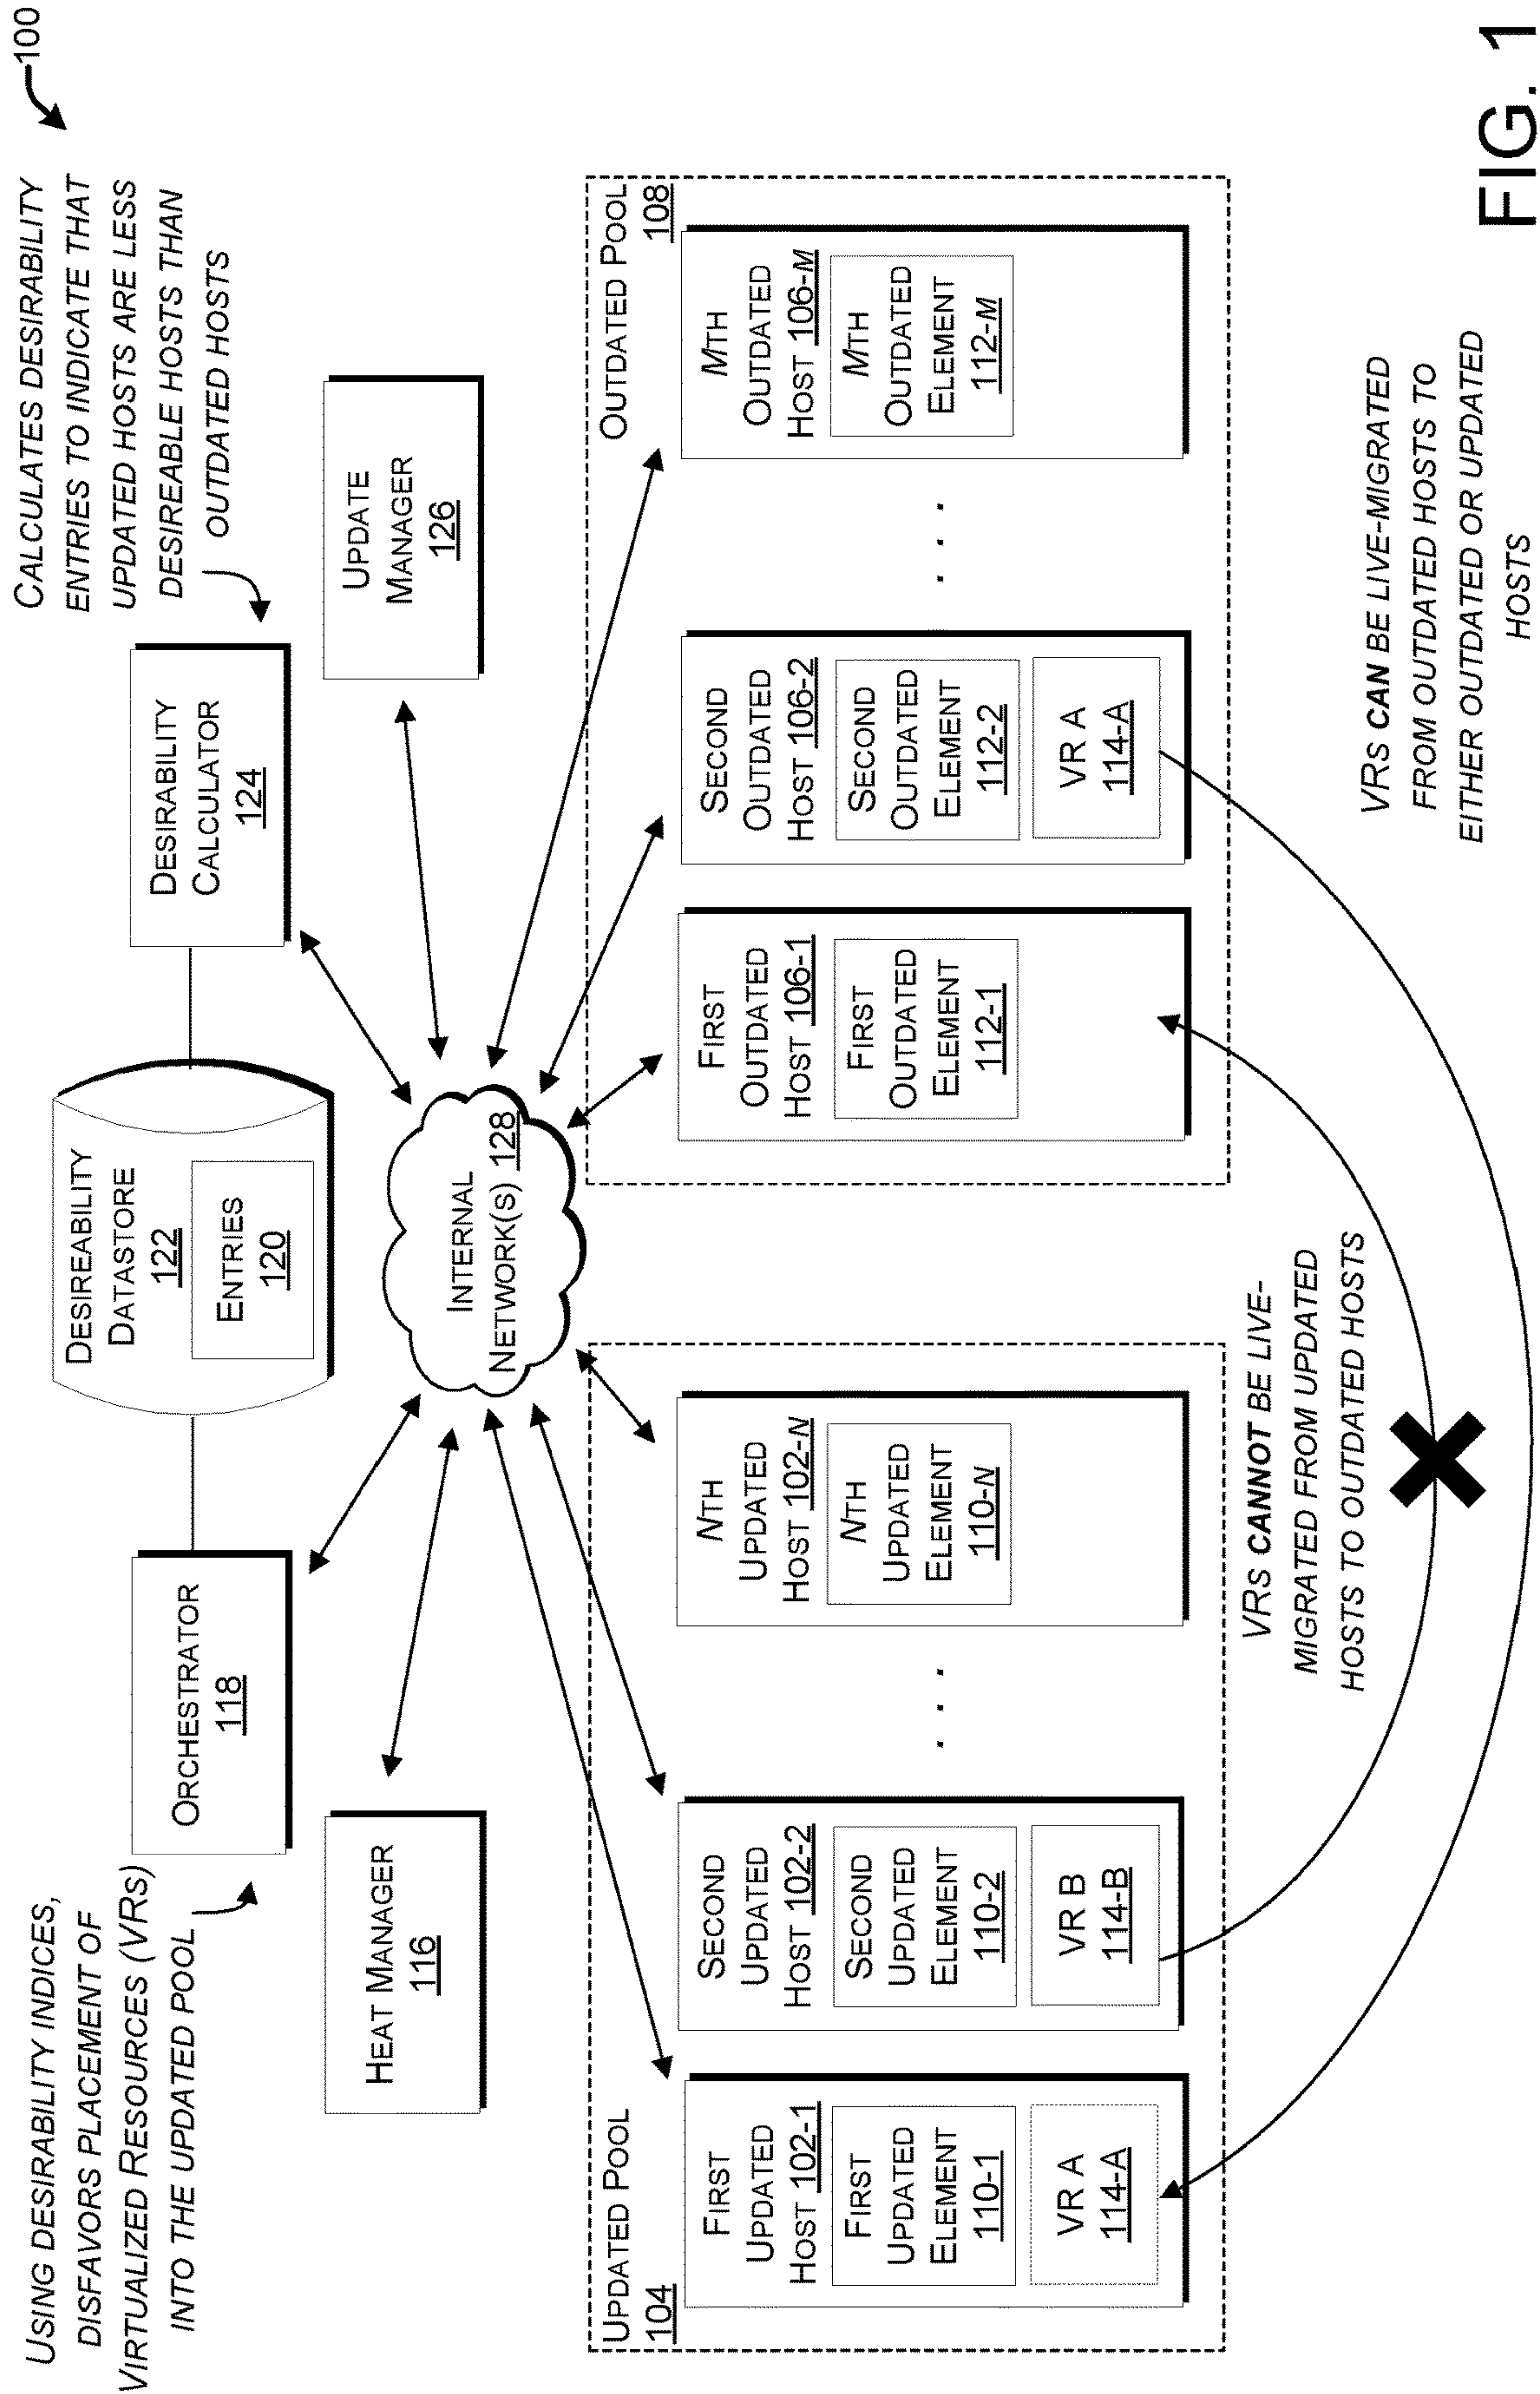 100
USING DESIRABILITY INDICES,
DISFAVORS PLACEMENT OF
VIRTUALIZED RESOURCES (VRS)
INTO THE UPDATED POOL
ORCHESTRATOR
118
DESIREABILITY
DATASTORE
122
ENTRIES
120
DESIRABILITY
CALCULATOR
124
CALCULATES DESIRABILITY
ENTRIES TO INDICATE THAT
UPDATED HOSTS ARE LESS
DESIREABLE HOSTS THAN
OUTDATED HOSTS
HEAT MANAGER
116
INTERNAL
NETWORK(S) 128
UPDATE
MANAGER
126
UPDATED POOL
104
FIRST
UPDATED
HOST 102-1
FIRST
UPDATED
ELEMENT
110-1
VR A
114-A
SECOND
UPDATED
HOST 102-2
SECOND
UPDATED
ELEMENT
110-2
VR B
114-B
. . .
NTH
UPDATED
HOST 102-N
NTH
UPDATED
ELEMENT
110-N
OUTDATED POOL
108
FIRST
OUTDATED
HOST 106-1
FIRST
OUTDATED
ELEMENT
112-1
SECOND
OUTDATED
HOST 106-2
SECOND
OUTDATED
ELEMENT
112-2
VR A
114-A
. . .
MTH
OUTDATED
HOST 106-M
MTH
OUTDATED
ELEMENT
112-M
VRS CANNOT BE LIVE-
MIGRATED FROM UPDATED
HOSTS TO OUTDATED HOSTS
VRS CAN BE LIVE-MIGRATED
FROM OUTDATED HOSTS TO
EITHER OUTDATED OR UPDATED
HOSTS
FIG. 1